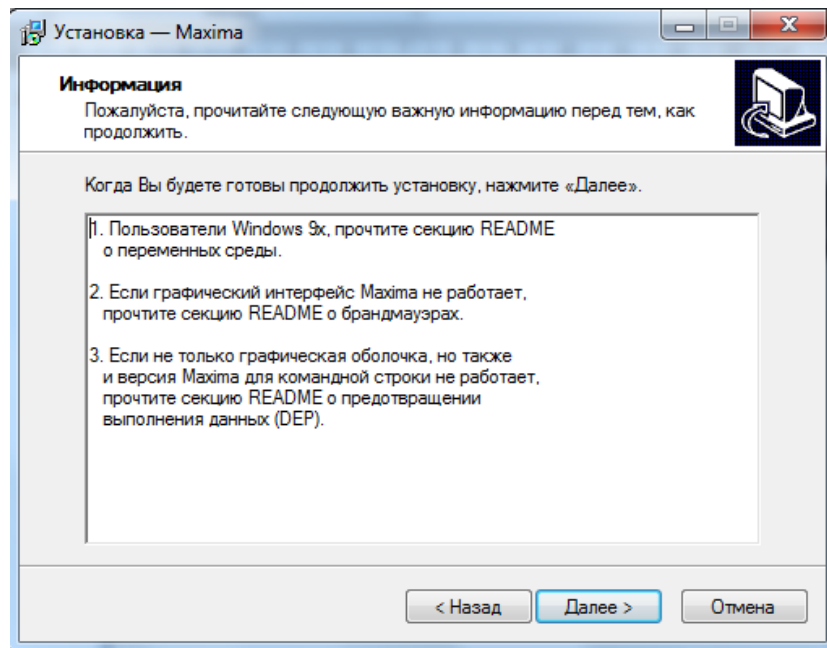 Установка — Maxima
Информация
Пожалуйста, прочитайте следующую важную информацию перед тем, как
продолжить.
Когда Вы будете готовы продолжить установку, нажмите «Далее».
1. Пользователи Windows 9x, прочтите секцию README
о переменных среды.
2. Если графический интерфейс Maxima не работает,
прочтите секцию README о брандмауэрах.
3. Если не только графическая оболочка, но также
и версия Maxima для командной строки не работает,
прочтите секцию README о предотвращении
выполнения данных (DEP).
< Назад
Далее >
Отмена